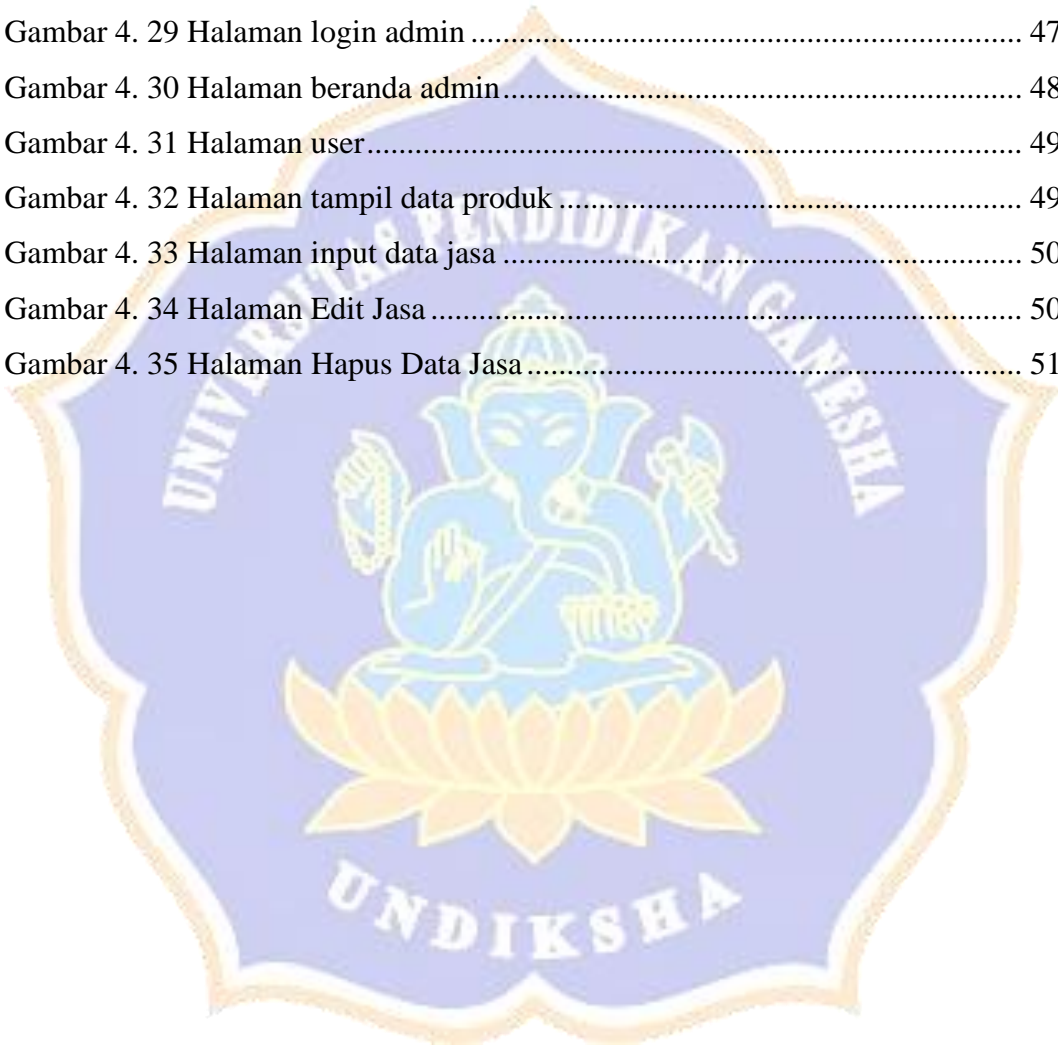 Gambar 4. 29 Halaman login admin ........................................................................ 47
Gambar 4. 30 Halaman beranda admin .................................................................... 48
Gambar 4. 31 Halaman user ..................................................................................... 49
Gambar 4. 32 Halaman tampil data produk ............................................................. 49
Gambar 4. 33 Halaman input data jasa .................................................................... 50
Gambar 4. 34 Halaman Edit Jasa ............................................................................. 50
Gambar 4. 35 Halaman Hapus Data Jasa ................................................................. 51
UNIVERSITAS PENDIDIKAN GANESHA
UNDIKSHA